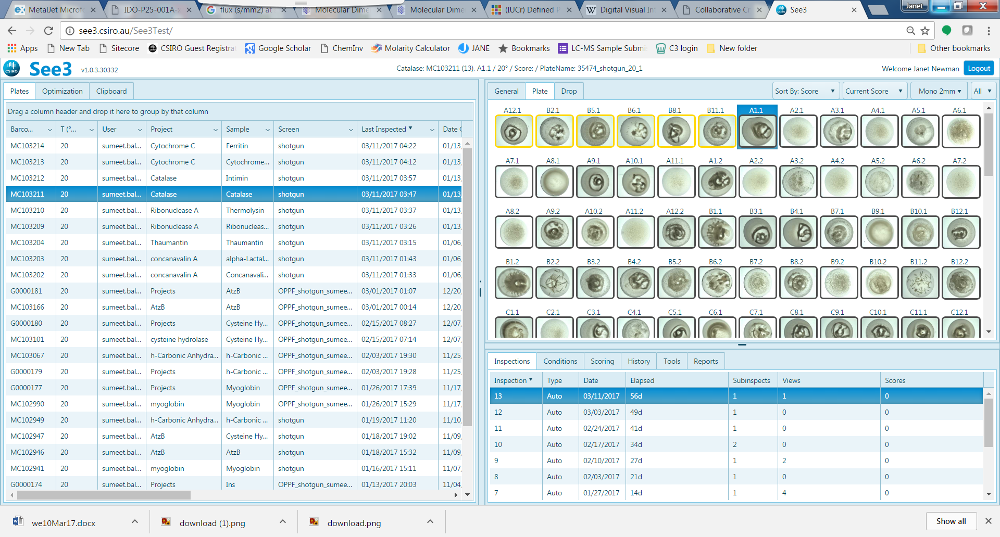 MetalJet Microf
IDO-P25-001A-x
flux (s/mm2) at
Molecular Dime
Molecular Dime
(IUCr) Defined P
Digital Visual Int
Collaborative Cr
See3
Janet
see3.csiro.au/See3Test/
Apps New Tab Sitecore CSIRO Guest Registrat Google Scholar ChemInv Molarity Calculator JANE Bookmarks LC-MS Sample Submi C3 login New folder Other bookmarks
CSIRO See3 v1.0.3.30332 Catalase: MC103211 (13), A1.1 / 20° / Score: / PlateName: 35474_shotgun_20_1 Welcome Janet Newman Logout
Plates Optimization Clipboard
Drag a column header and drop it here to group by that column
Barco... T (°... User Project Sample Screen Last Inspected Date C
MC103214 20 sumeet.bal... Cytochrome C Ferritin shotgun 03/11/2017 04:22 01/13,
MC103213 20 sumeet.bal... Cytochrome C Cytochrome... shotgun 03/11/2017 04:12 01/13,
MC103212 20 sumeet.bal... Catalase Intimin shotgun 03/11/2017 03:57 01/13,
MC103211 20 sumeet.bal... Catalase Catalase shotgun 03/11/2017 03:47 01/13,
MC103210 20 sumeet.bal... Ribonuclease A Thermolysin shotgun 03/11/2017 03:37 01/13,
MC103209 20 sumeet.bal... Ribonuclease A Ribonucleas... shotgun 03/11/2017 03:26 01/13,
MC103204 20 sumeet.bal... Thaumantin Thaumantin shotgun 03/11/2017 03:15 01/06,
MC103203 20 sumeet.bal... concanavalin A alpha-Lactal... shotgun 03/11/2017 01:43 01/06,
MC103202 20 sumeet.bal... concanavalin A Concanavali... shotgun 03/11/2017 01:33 01/06,
G0000181 20 sumeet.bal... Projects AtzB OPPF_shotgun_sumee... 03/01/2017 01:07 12/20,
MC103166 20 sumeet.bal... AtzB AtzB OPPF_shotgun_sumee... 03/01/2017 00:14 12/20,
G0000180 20 sumeet.bal... Projects Cysteine Hy... OPPF_shotgun_sumee... 02/15/2017 08:27 12/07,
MC103101 20 sumeet.bal... cysteine hydrolase Cysteine Hy... OPPF_shotgun_sumee... 02/15/2017 07:14 12/07,
MC103067 20 sumeet.bal... h-Carbonic Anhydra... h-Carbonic ... OPPF_shotgun_sumee... 02/03/2017 19:30 11/25,
G0000179 20 sumeet.bal... Projects h-Carbonic ... OPPF_shotgun_sumee... 02/03/2017 19:28 11/25,
G0000177 20 sumeet.bal... Projects Myoglobin OPPF_shotgun_sumee... 01/26/2017 17:39 11/17,
MC102990 20 sumeet.bal... myoglobin Myoglobin OPPF_shotgun_sumee... 01/26/2017 15:29 11/17,
MC102949 20 sumeet.bal... h-Carbonic Anhydra... h-Carbonic ... shotgun 01/19/2017 11:20 11/10,
MC102947 20 sumeet.bal... AtzB Cysteine Hy... shotgun 01/18/2017 19:02 11/09,
MC102946 20 sumeet.bal... AtzB AtzB shotgun 01/18/2017 15:32 11/09,
MC102941 20 sumeet.bal... myoglobin Myoglobin shotgun 01/16/2017 15:11 11/07,
G0000174 20 sumeet.bal... Projects Ins OPPF_shotgun_sumee... 01/13/2017 20:03 11/04,
General Plate Drop Sort By: Score Current Score Mono 2mm All
A12.1 B2.1 B5.1 B6.1 B8.1 B11.1 A1.1 A2.1 A3.1 A4.1 A5.1 A6.1
A7.1 A8.1 A9.1 A10.1 A11.1 A1.2 A2.2 A3.2 A4.2 A5.2 A6.2 A7.2
A8.2 A9.2 A10.2 A11.2 A12.2 B1.1 B3.1 B4.1 B7.1 B9.1 B10.1 B12.1
B1.2 B2.2 B3.2 B4.2 B5.2 B6.2 B7.2 B8.2 B9.2 B10.2 B11.2 B12.2
C1.1 C2.1 C3.1 C4.1 C5.1 C6.1 C7.1 C8.1 C9.1 C10.1 C11.1 C12.1
Inspections Conditions Scoring History Tools Reports
Inspection Type Date Elapsed Subinspects Views Scores
13 Auto 03/11/2017 56d 1 1 0
12 Auto 03/03/2017 49d 1 0 0
11 Auto 02/24/2017 41d 1 0 0
10 Auto 02/17/2017 34d 2 0 0
9 Auto 02/10/2017 27d 1 2 0
8 Auto 02/03/2017 21d 1 0 0
7 Auto 01/27/2017 14d 1 4 0
we10Mar17.docx download (1).png download.png Show all